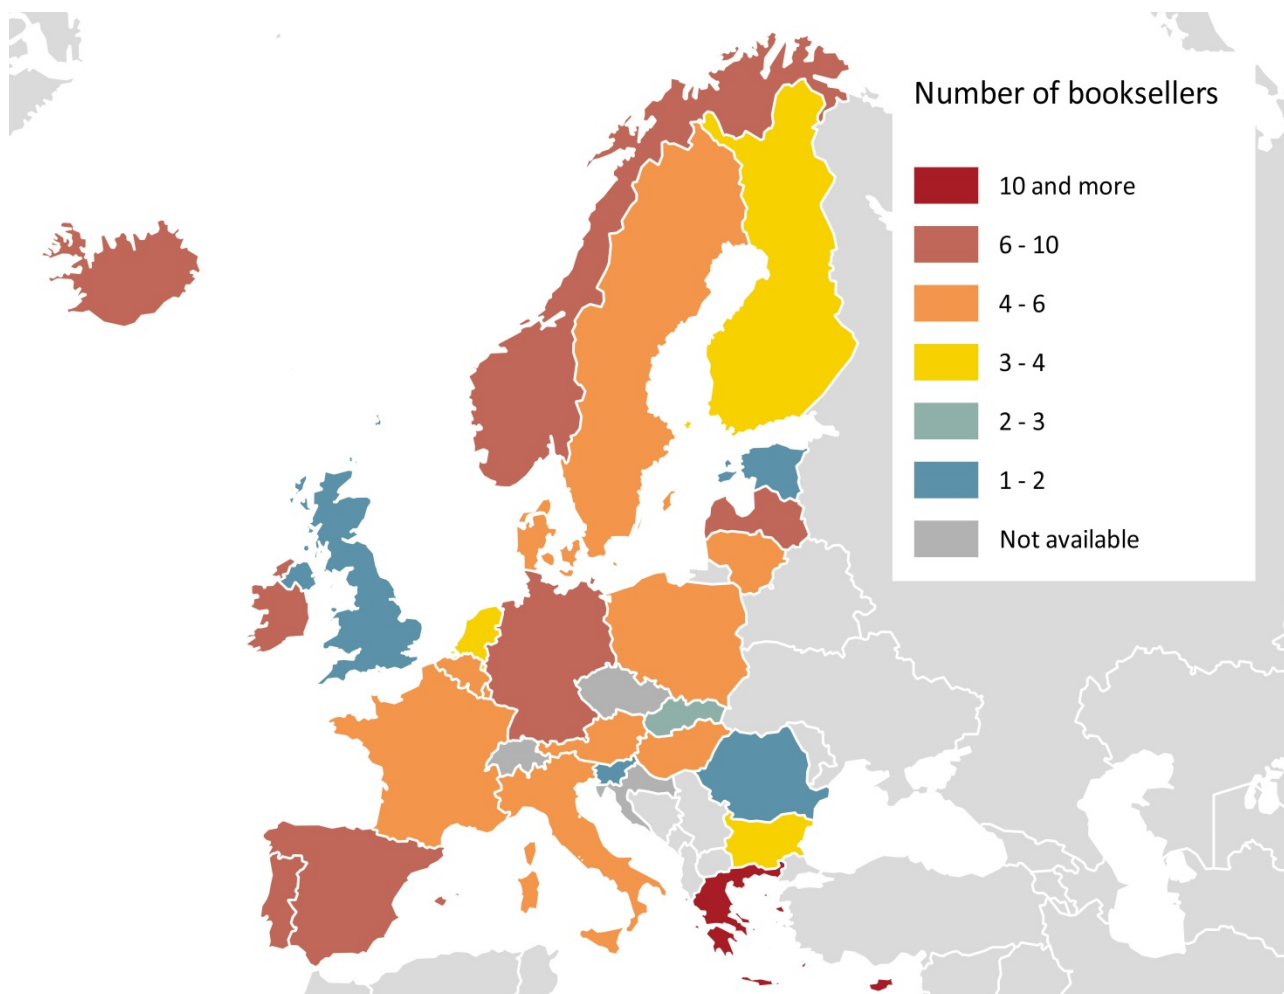 Number of booksellers
10 and more
6 - 10
4 - 6
3 - 4
2 - 3
1 - 2
Not available